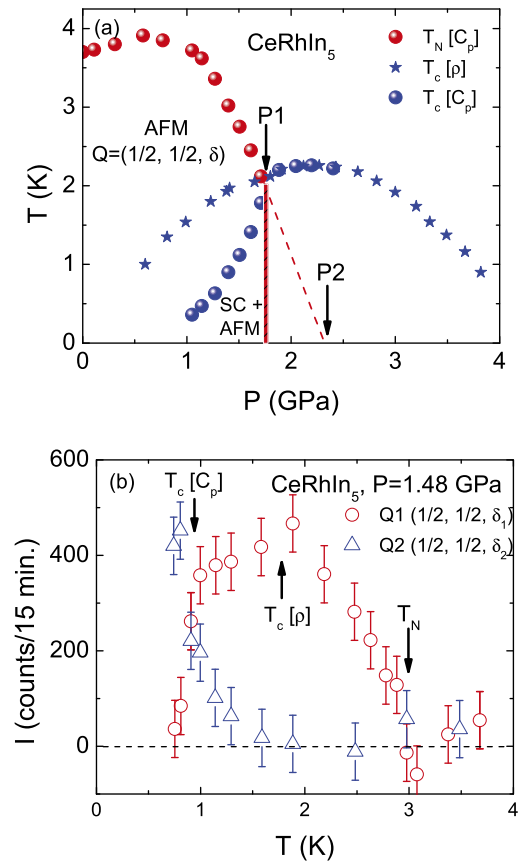 (a)
CeRhIn5
TN [Cp]
Tc [ρ]
Tc [Cp]
AFM
Q=(1/2, 1/2, δ)
P1
P2
SC +
AFM
4
3
2
1
0
T (K)
0
1
2
3
4
P (GPa)
(b)
Tc [Cp]
CeRhIn5, P=1.48 GPa
Q1 (1/2, 1/2, δ1)
Q2 (1/2, 1/2, δ2)
Tc [ρ]
TN
600
400
200
0
I (counts/15 min.)
0
1
2
3
4
T (K)